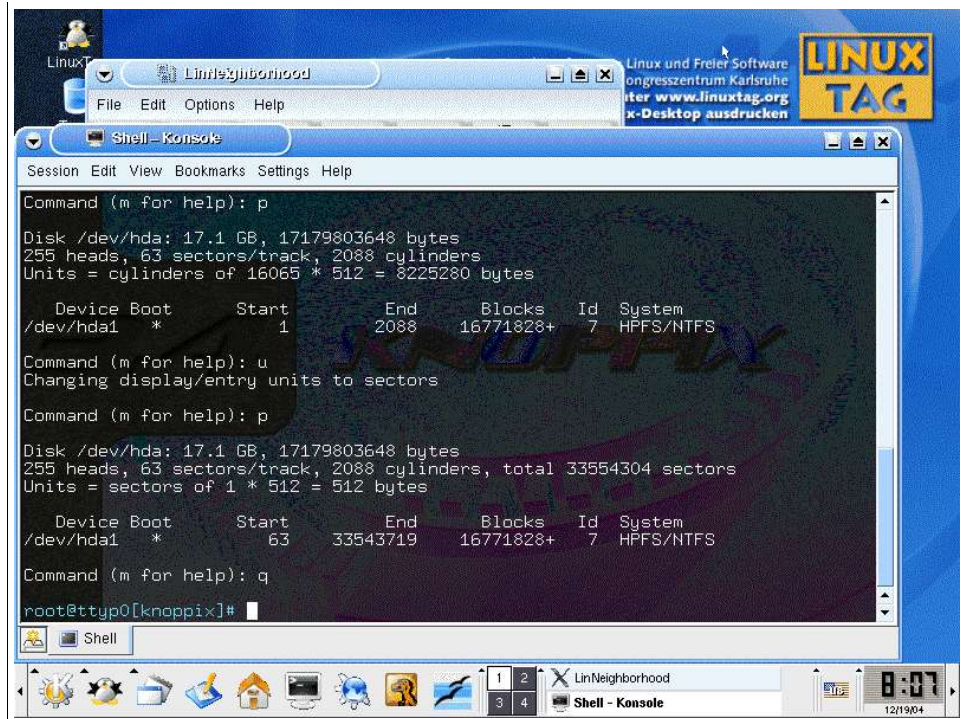 LinuxT
LinNeighborhood
File Edit Options Help
Linux und Freier Software
ongresszentrum Karlsruhe
ter www.linuxtag.org
x-Desktop ausdrucken
LINUX
TAG
Shell - Konsole
Session Edit View Bookmarks Settings Help
Command (m for help): p
Disk /dev/hda: 17.1 GB, 17179803648 bytes
255 heads, 63 sectors/track, 2088 cylinders
Units = cylinders of 16065 * 512 = 8225280 bytes
Device Boot Start End Blocks Id System
/dev/hda1 * 1 2088 16771828+ 7 HPFS/NTFS
Command (m for help): u
Changing display/entry units to sectors
Command (m for help): p
Disk /dev/hda: 17.1 GB, 17179803648 bytes
255 heads, 63 sectors/track, 2088 cylinders, total 33554304 sectors
Units = sectors of 1 * 512 = 512 bytes
Device Boot Start End Blocks Id System
/dev/hda1 * 63 33543719 16771828+ 7 HPFS/NTFS
Command (m for help): q
root@ttyp0[knoppix]#
KNOPPIX
Shell
1 2
3 4
LinNeighborhood
Shell - Konsole
8:07
12/19/04